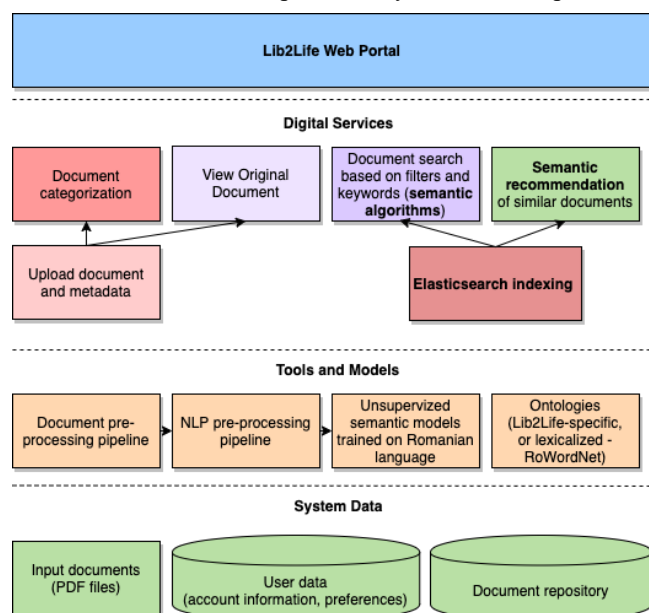 Lib2Life Web Portal
Digital Services
Document
categorization
View Original
Document
Document search
based on filters and
keywords (semantic
algorithms)
Semantic
recommendation
of similar documents
Upload document
and metadata
Elasticsearch indexing
Tools and Models
Document pre-
processing pipeline
NLP pre-processing
pipeline
Unsupervized
semantic models
trained on Romanian
language
Ontologies
(Lib2Life-specific,
or lexicalized -
RoWordNet)
System Data
Input documents
(PDF files)
User data
(account information, preferences)
Document repository